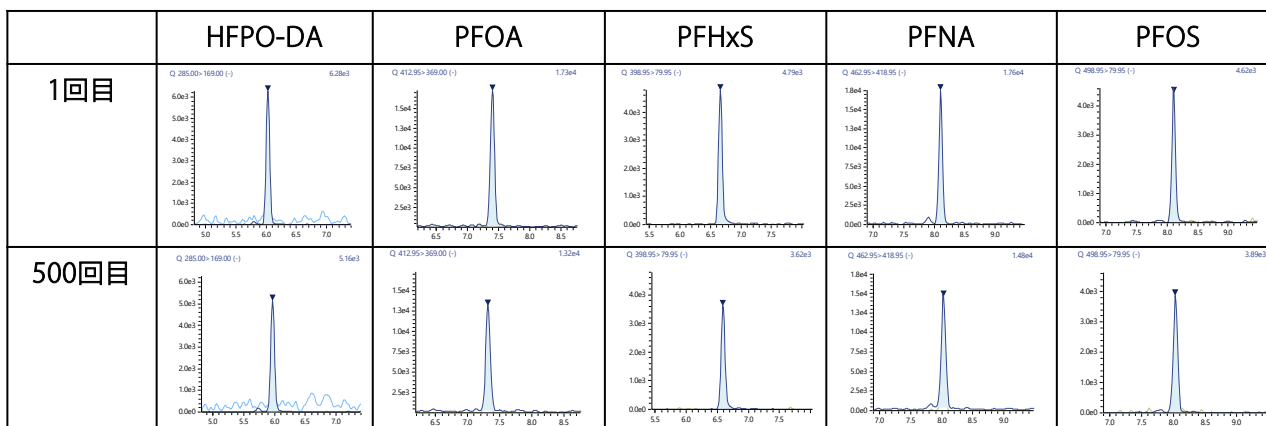 HFPO-DA PFOA PFHxS PFNA PFOS
1回目
Q 285.00>169.00 (-) 6.28e3
6.0e3
5.0e3
4.0e3
3.0e3
2.0e3
1.0e3
0.0e0
5.0 5.5 6.0 6.5 7.0
Q 412.95>369.00 (-) 1.73e4
1.5e4
1.3e4
1.0e4
7.5e3
5.0e3
2.5e3
6.5 7.0 7.5 8.0 8.5
Q 398.95>79.95 (-) 4.79e3
4.0e3
3.0e3
2.0e3
1.0e3
0.0e0
5.5 6.0 6.5 7.0 7.5
Q 462.95>418.95 (-) 1.76e4
1.8e4
1.5e4
1.3e4
1.0e4
7.5e3
5.0e3
2.5e3
0.0e0
7.0 7.5 8.0 8.5 9.0
Q 498.95>79.95 (-) 4.62e3
4.0e3
3.0e3
2.0e3
1.0e3
0.0e0
7.0 7.5 8.0 8.5 9.0
500回目
Q 285.00>169.00 (-) 5.16e3
6.0e3
5.0e3
4.0e3
3.0e3
2.0e3
1.0e3
0.0e0
5.0 5.5 6.0 6.5 7.0
Q 412.95>369.00 (-) 1.32e4
1.5e4
1.3e4
1.0e4
7.5e3
5.0e3
2.5e3
6.5 7.0 7.5 8.0 8.5
Q 398.95>79.95 (-) 3.62e3
4.0e3
3.0e3
2.0e3
1.0e3
0.0e0
5.5 6.0 6.5 7.0 7.5
Q 462.95>418.95 (-) 1.48e4
1.8e4
1.5e4
1.3e4
1.0e4
7.5e3
5.0e3
2.5e3
0.0e0
7.0 7.5 8.0 8.5 9.0
Q 498.95>79.95 (-) 3.89e3
4.0e3
3.0e3
2.0e3
1.0e3
0.0e0
7.0 7.5 8.0 8.5 9.0